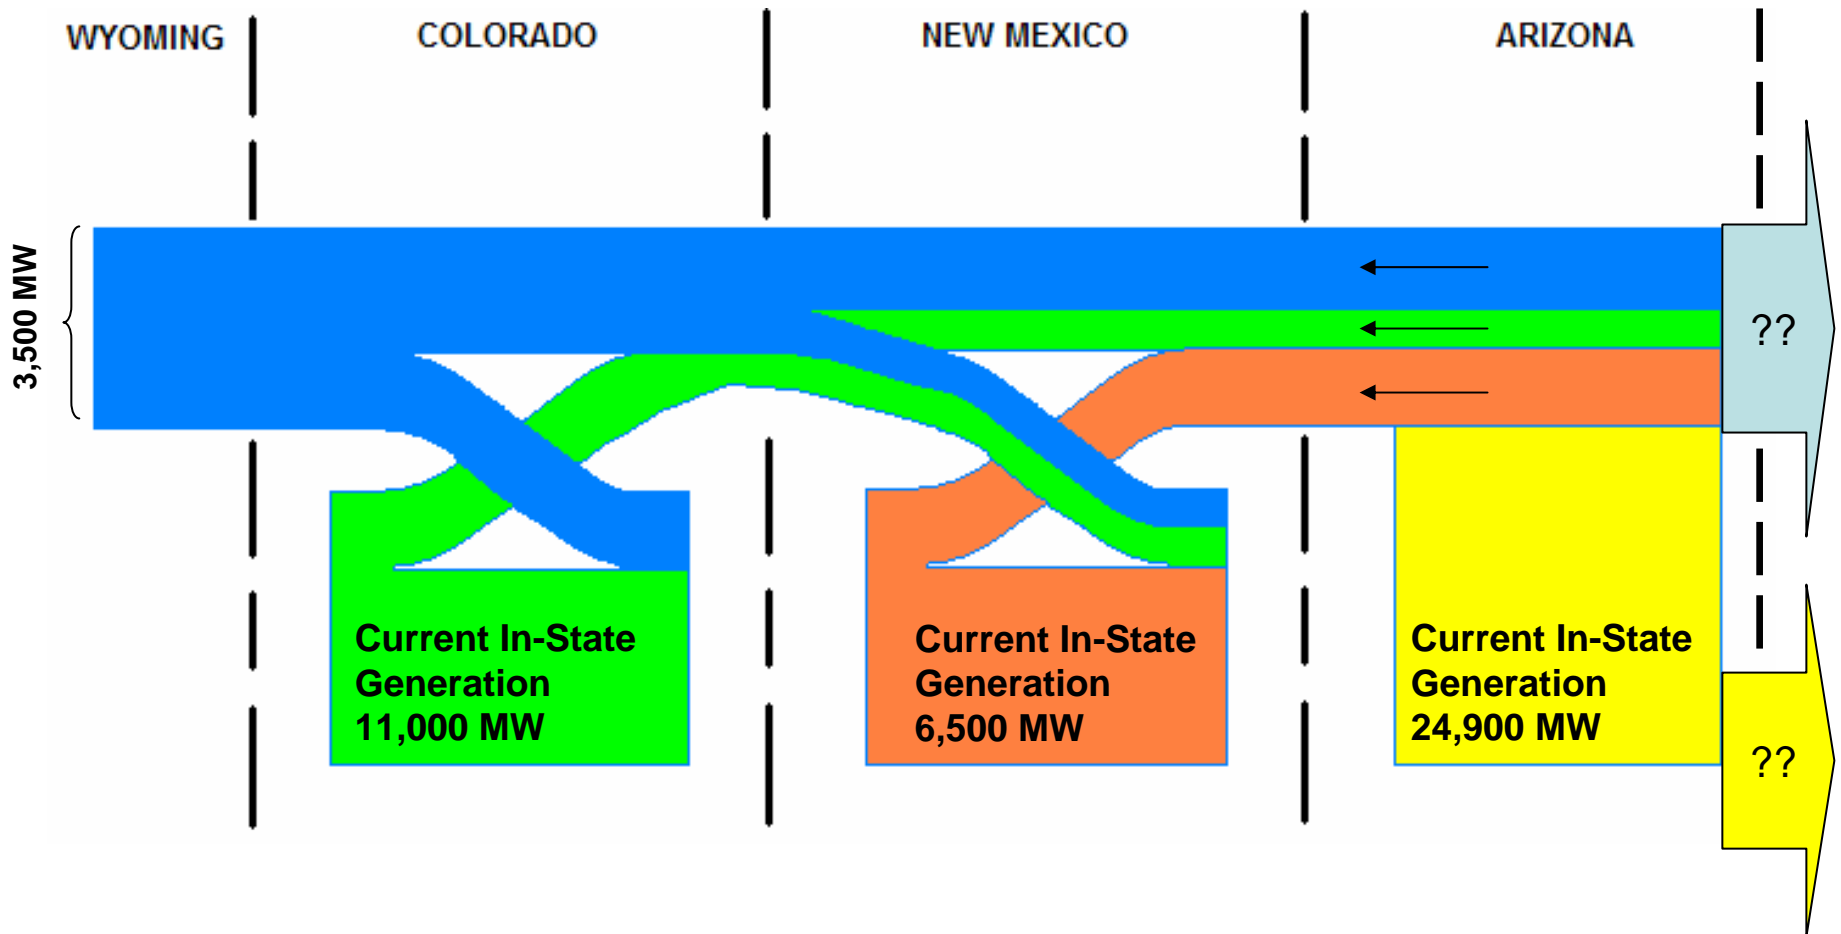 WYOMING
COLORADO
NEW MEXICO
ARIZONA
3,500 MW
??
Current In-State
Generation
11,000 MW
Current In-State
Generation
6,500 MW
Current In-State
Generation
24,900 MW
??